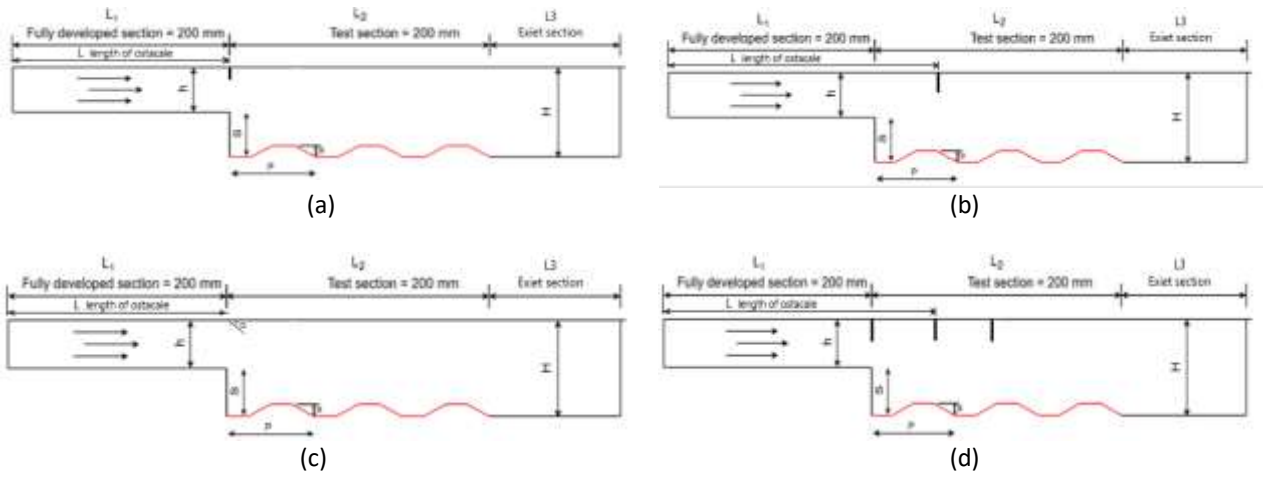 L₁ L₂ L3
Fully developed section = 200 mm Test section = 200 mm Exiet section
L length of ostacale
h
H
S
P
(a)
L₁ L₂ L3
Fully developed section = 200 mm Test section = 200 mm Exiet section
L length of ostacale
h
H
S
P
(b)
L₁ L₂ L3
Fully developed section = 200 mm Test section = 200 mm Exiet section
L length of ostacale
h
H
S
P
(c)
L₁ L₂ L3
Fully developed section = 200 mm Test section = 200 mm Exiet section
L length of ostacale
h
H
S
P
(d)